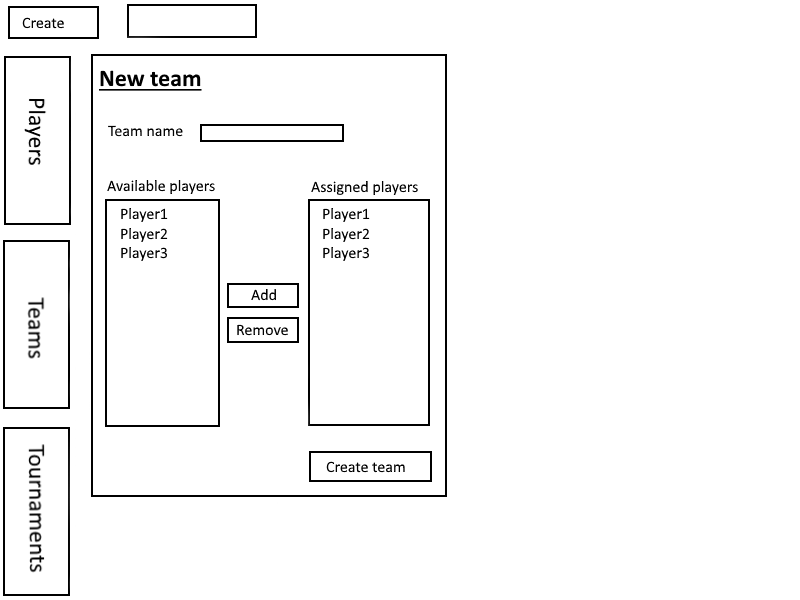 Create
Players
Teams
Tournaments
New team
Team name
Available players
Player1
Player2
Player3
Add
Remove
Assigned players
Player1
Player2
Player3
Create team